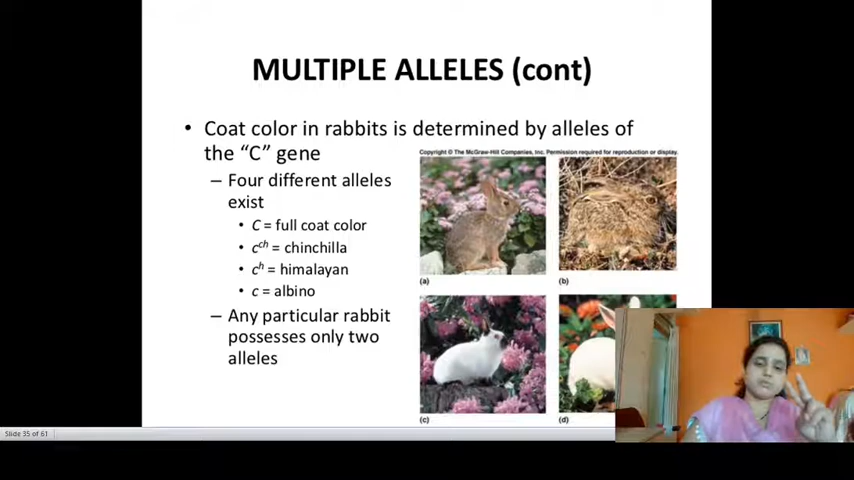 MULTIPLE ALLELES (cont)
• Coat color in rabbits is determined by alleles of
the “C” gene
Copyright © The McGraw-Hill Companies, Inc. Permission required for reproduction or display.
– Four different alleles
exist
• C = full coat color
• cch = chinchilla
• ch = himalayan
• c = albino
– Any particular rabbit
possesses only two
alleles
(a)
(b)
(c)
(d)
Slide 35 of 61